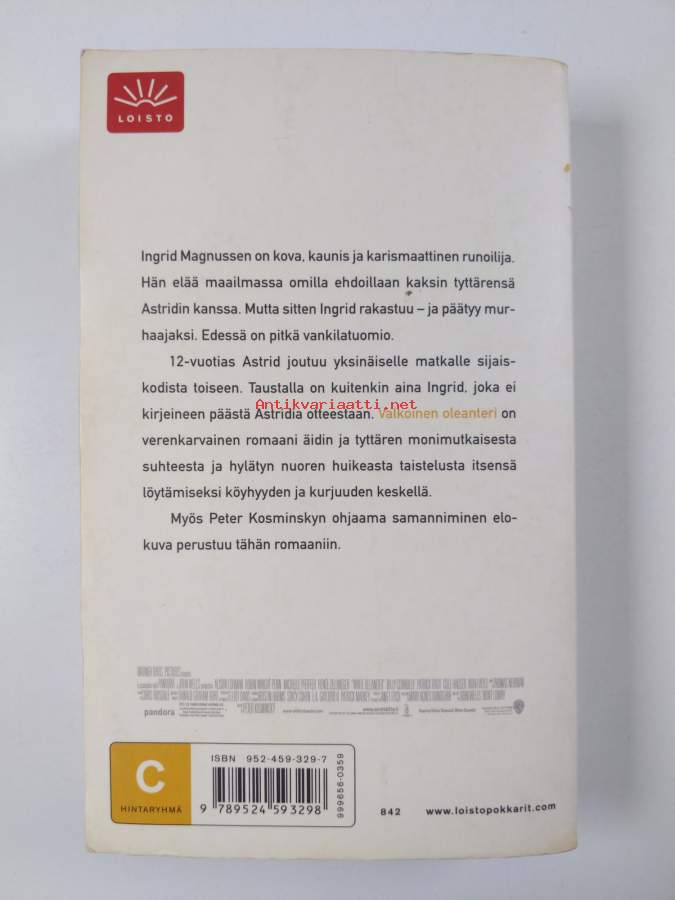 LOISTO
Ingrid Magnussen on kova, kaunis ja karismaattinen runoilija.
Hän elää maailmassa omilla ehdoillaan kaksin tyttärensä
Astridin kanssa. Mutta sitten Ingrid rakastuu – ja päätyy mur-
haajaksi. Edessä on pitkä vankilatuomio.
12-vuotias Astrid joutuu yksinäiselle matkalle sijais-
kodista toiseen. Taustalla on kuitenkin aina Ingrid, joka ei
Antikvariaatti.net
kirjeineen päästä Astridia otteestaan. Valkoinen oleanteri on
verenkarvainen romaani äidin ja tyttären monimutkaisesta
suhteesta ja hylätyn nuoren huikeasta taistelusta itsensä
löytämiseksi köyhyyden ja kurjuuden keskellä.
Myös Peter Kosminskyn ohjaama samanniminen elo-
kuva perustuu tähän romaaniin.
pandora
ISBN 952-459-329-7
C
HINTARYHMÄ
9 789524 593298
999656-0359
842 www.loistopokkarit.com